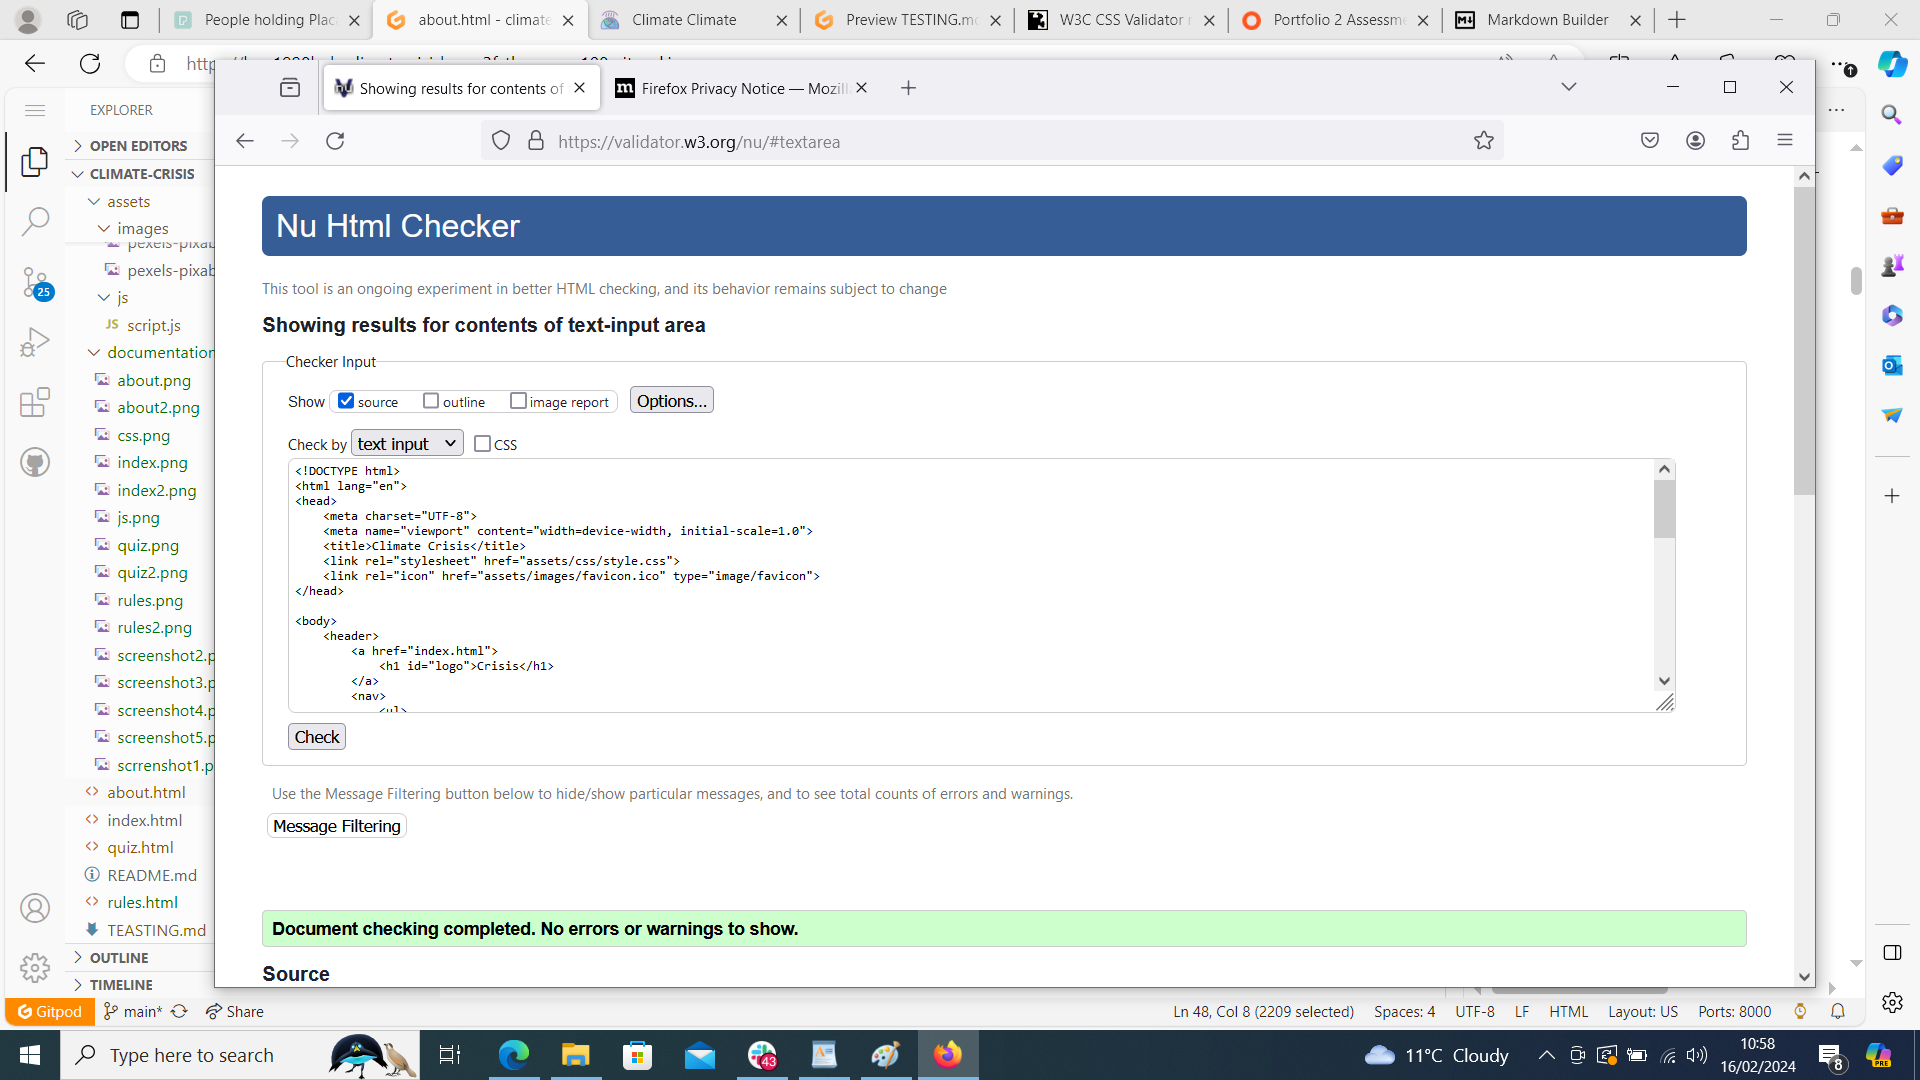 People holding Plac
about.html - climate
Climate Climate
Preview TESTING.md
W3C CSS Validator r
Portfolio 2 Assessme
Markdown Builder
Showing results for contents of
Firefox Privacy Notice — Mozill
https://validator.w3.org/nu/#textarea
EXPLORER
OPEN EDITORS
CLIMATE-CRISIS
assets
images
pexels-pixab
pexels-pixab
js
JS script.js
documentation
about.png
about2.png
css.png
index.png
index2.png
js.png
quiz.png
quiz2.png
rules.png
rules2.png
screenshot2.p
screenshot3.p
screenshot4.p
screenshot5.p
scrrenshot1.p
about.html
index.html
quiz.html
README.md
rules.html
TEASTING.md
OUTLINE
TIMELINE
25
Nu Html Checker
This tool is an ongoing experiment in better HTML checking, and its behavior remains subject to change
Showing results for contents of text-input area
Checker Input
Show source outline image report Options...
Check by text input CSS
<!DOCTYPE html>
<html lang="en">
<head>
<meta charset="UTF-8">
<meta name="viewport" content="width=device-width, initial-scale=1.0">
<title>Climate Crisis</title>
<link rel="stylesheet" href="assets/css/style.css">
<link rel="icon" href="assets/images/favicon.ico" type="image/favicon">
</head>
<body>
<header>
<a href="index.html">
<h1 id="logo">Crisis</h1>
</a>
<nav>
<ul>
Check
Use the Message Filtering button below to hide/show particular messages, and to see total counts of errors and warnings.
Message Filtering
Document checking completed. No errors or warnings to show.
Source
Gitpod main* Share
Ln 48, Col 8 (2209 selected) Spaces: 4 UTF-8 LF HTML Layout: US Ports: 8000
Type here to search
43
11°C Cloudy
10:58
16/02/2024
8
PRE